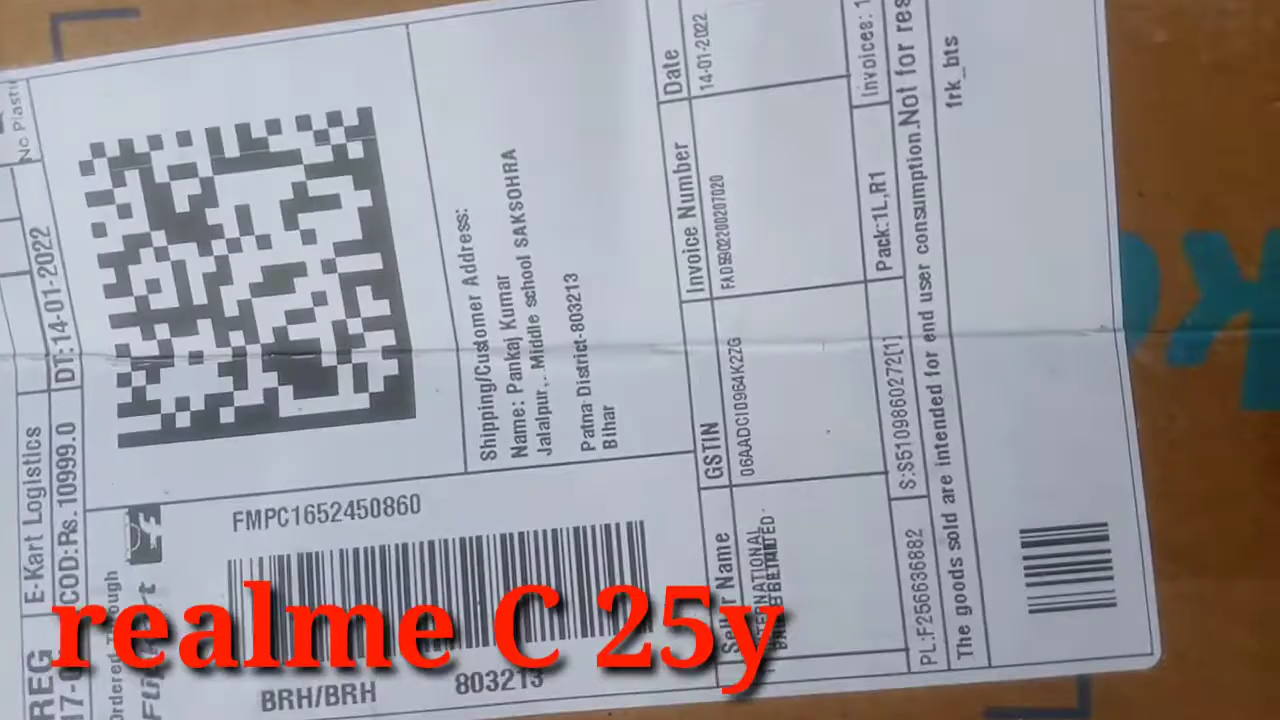 No Plasti
REG
E-Kart Logistics
DT:14-01-2022
COD:Rs. 10999.0
Ordered Through
Flipkart
FMPC1652450860
BRH/BRH
803213
Shipping/Customer Address:
Name: Pankaj Kumar
Jalalpur,. Middle school SAKSOHRA
Patna District-803213
Bihar
Seller Name
GSTIN
Invoice Number
Date
06AADCI0964K2ZG
FAD9902200207020
14-01-2022
PL:F256636882
S:S5109860272[1]
Pack:1L,R1
Invoices: 1
The goods sold are intended for end user consumption.Not for res
frk_bts
realme C 25y